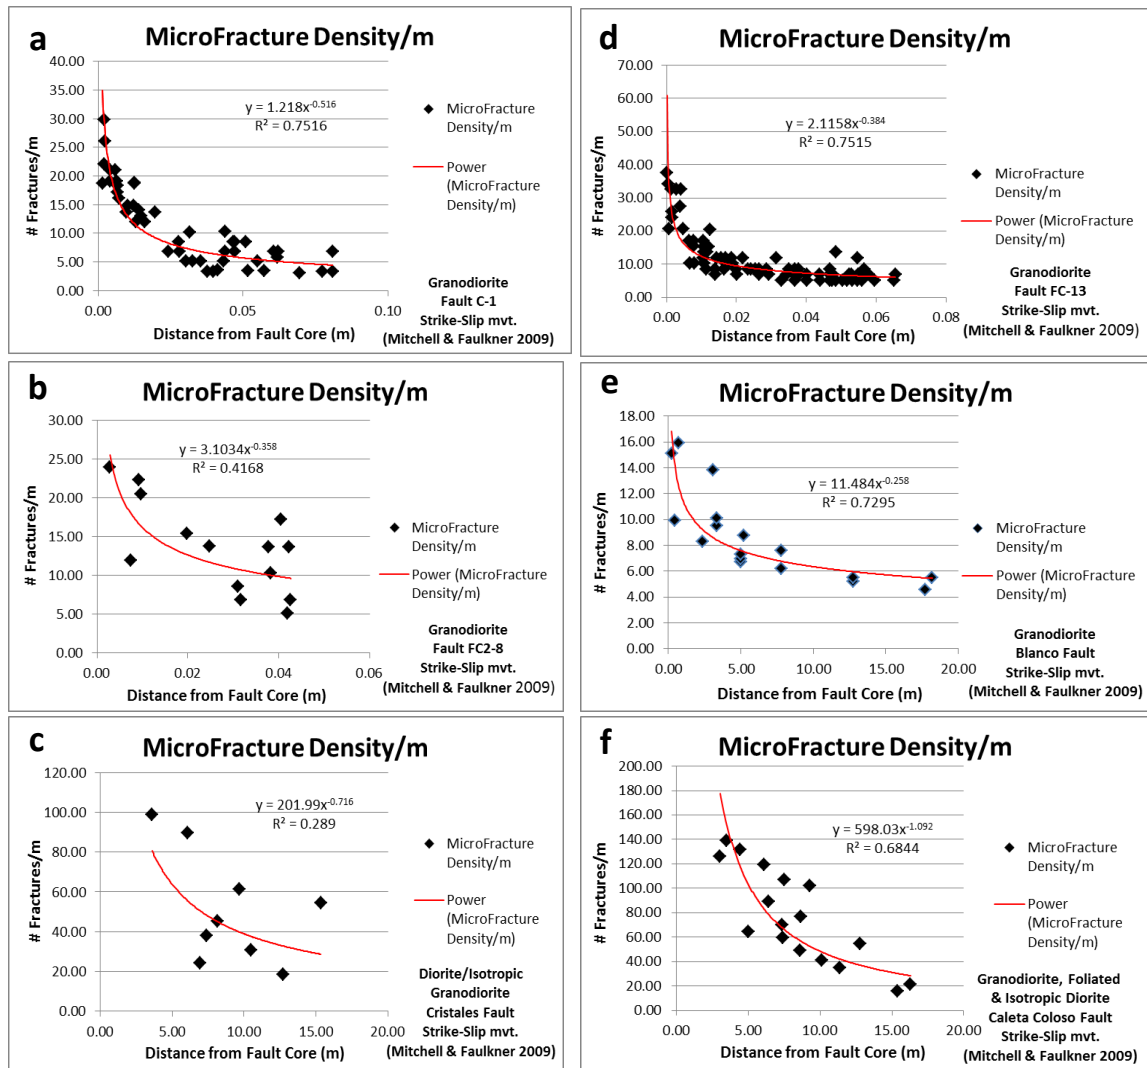 a
MicroFracture Density/m
# Fractures/m
40.00
35.00
30.00
25.00
20.00
15.00
10.00
5.00
0.00
0.00
0.05
0.10
Distance from Fault Core (m)
y = 1.218x^-0.516
R² = 0.7516
MicroFracture
Density/m
Power
(MicroFracture
Density/m)
Granodiorite
Fault C-1
Strike-Slip mvt.
(Mitchell & Faulkner 2009)
b
MicroFracture Density/m
# Fractures/m
30.00
25.00
20.00
15.00
10.00
5.00
0.00
0.00
0.02
0.04
0.06
Distance from Fault Core (m)
y = 3.1034x^-0.358
R² = 0.4168
MicroFracture
Density/m
Power (MicroFracture
Density/m)
Granodiorite
Fault FC2-8
Strike-Slip mvt.
(Mitchell & Faulkner 2009)
c
MicroFracture Density/m
# Fractures/m
120.00
100.00
80.00
60.00
40.00
20.00
0.00
0.00
5.00
10.00
15.00
20.00
Distance from Fault Core (m)
y = 201.99x^-0.716
R² = 0.289
MicroFracture
Density/m
Power
(MicroFracture
Density/m)
Diorite/Isotropic
Granodiorite
Cristales Fault
Strike-Slip mvt.
(Mitchell & Faulkner 2009)
d
MicroFracture Density/m
# Fractures/m
70.00
60.00
50.00
40.00
30.00
20.00
10.00
0.00
0.00
0.02
0.04
0.06
0.08
Distance from Fault Core (m)
y = 2.1158x^-0.384
R² = 0.7515
MicroFracture
Density/m
Power (MicroFracture
Density/m)
Granodiorite
Fault FC-13
Strike-Slip mvt.
(Mitchell & Faulkner 2009)
e
MicroFracture Density/m
# Fractures/m
18.00
16.00
14.00
12.00
10.00
8.00
6.00
4.00
2.00
0.00
0.00
5.00
10.00
15.00
20.00
Distance from Fault Core (m)
y = 11.484x^-0.258
R² = 0.7295
MicroFracture
Density/m
Power (MicroFracture
Density/m)
Granodiorite
Blanco Fault
Strike-Slip mvt.
(Mitchell & Faulkner 2009)
f
MicroFracture Density/m
# Fractures/m
200.00
180.00
160.00
140.00
120.00
100.00
80.00
60.00
40.00
20.00
0.00
0.00
5.00
10.00
15.00
20.00
Distance from Fault Core (m)
y = 598.03x^-1.092
R² = 0.6844
MicroFracture
Density/m
Power
(MicroFracture
Density/m)
Granodiorite, Foliated
& Isotropic Diorite
Caleta Coloso Fault
Strike-Slip mvt.
(Mitchell & Faulkner 2009)